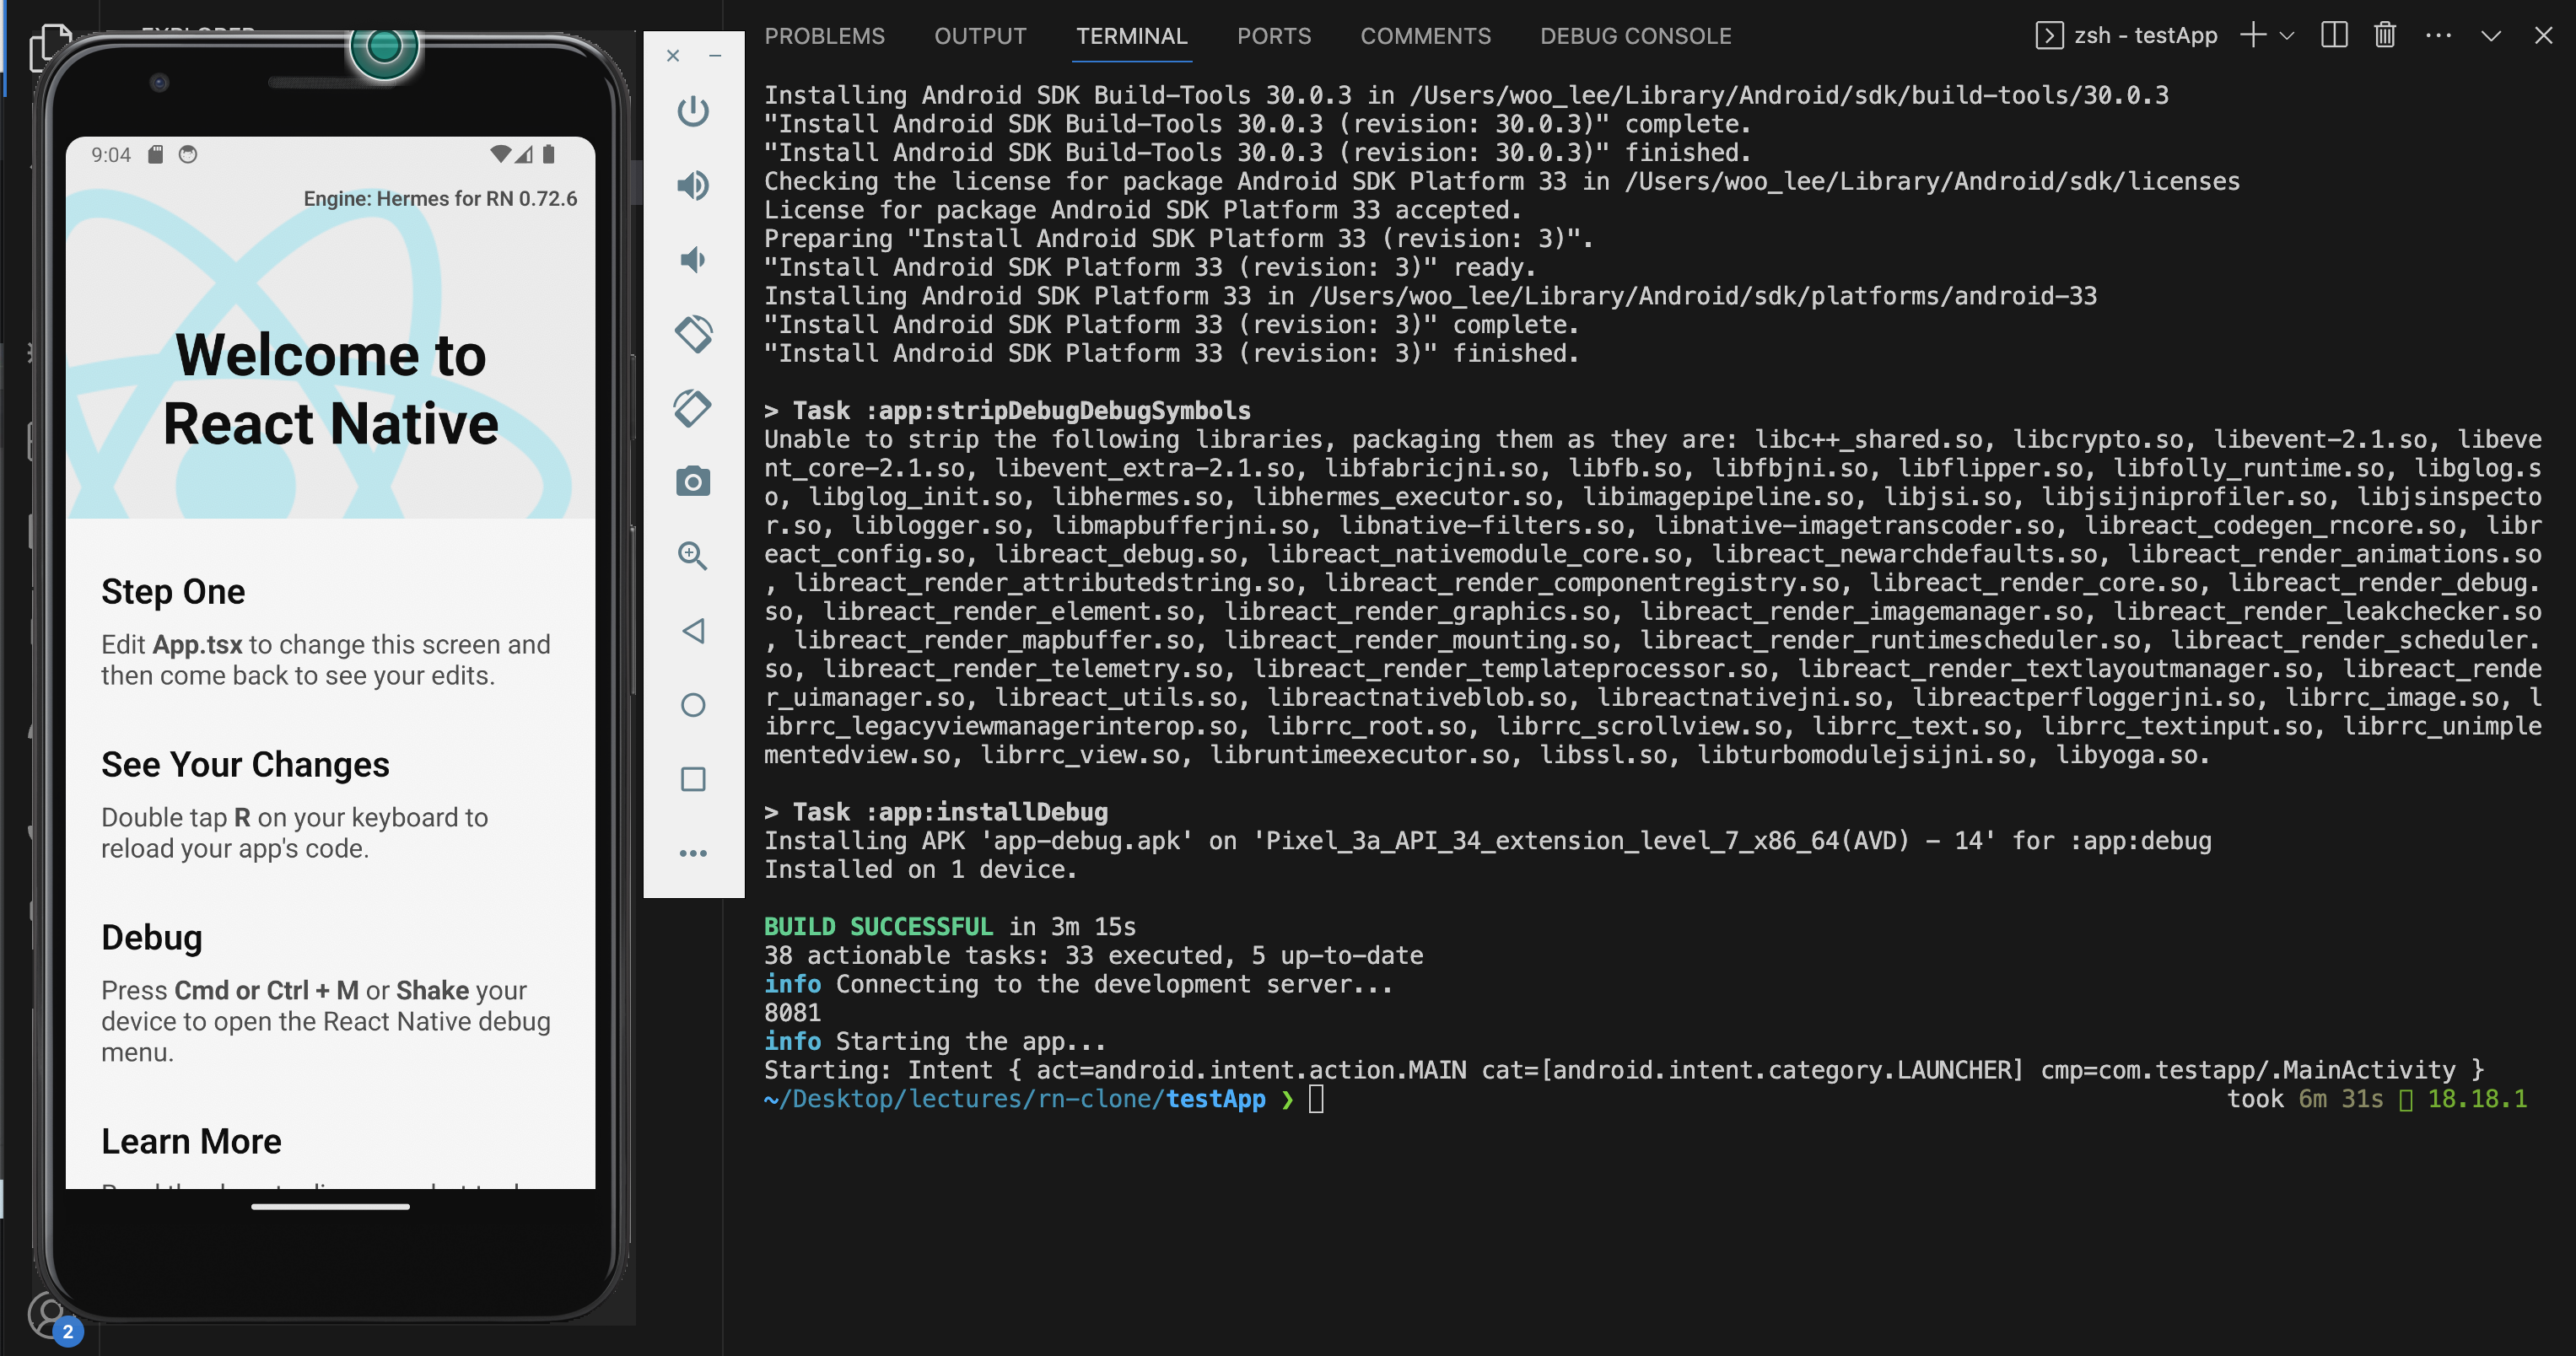 EXPLORER
9:04
Engine: Hermes for RN 0.72.6
Welcome to
React Native
Step One
Edit App.tsx to change this screen and
then come back to see your edits.
See Your Changes
Double tap R on your keyboard to
reload your app's code.
Debug
Press Cmd or Ctrl + M or Shake your
device to open the React Native debug
menu.
Learn More
2
PROBLEMS OUTPUT TERMINAL PORTS COMMENTS DEBUG CONSOLE zsh - testApp
Installing Android SDK Build-Tools 30.0.3 in /Users/woo_lee/Library/Android/sdk/build-tools/30.0.3
"Install Android SDK Build-Tools 30.0.3 (revision: 30.0.3)" complete.
"Install Android SDK Build-Tools 30.0.3 (revision: 30.0.3)" finished.
Checking the license for package Android SDK Platform 33 in /Users/woo_lee/Library/Android/sdk/licenses
License for package Android SDK Platform 33 accepted.
Preparing "Install Android SDK Platform 33 (revision: 3)".
"Install Android SDK Platform 33 (revision: 3)" ready.
Installing Android SDK Platform 33 in /Users/woo_lee/Library/Android/sdk/platforms/android-33
"Install Android SDK Platform 33 (revision: 3)" complete.
"Install Android SDK Platform 33 (revision: 3)" finished.
> Task :app:stripDebugDebugSymbols
Unable to strip the following libraries, packaging them as they are: libc++_shared.so, libcrypto.so, libevent-2.1.so, libeve
nt_core-2.1.so, libevent_extra-2.1.so, libfabricjni.so, libfb.so, libfbjni.so, libflipper.so, libfolly_runtime.so, libglog.s
o, libglog_init.so, libhermes.so, libhermes_executor.so, libimagepipeline.so, libjsi.so, libjsijniprofiler.so, libjsinspecto
r.so, liblogger.so, libmapbufferjni.so, libnative-filters.so, libnative-imagetranscoder.so, libreact_codegen_rncore.so, libr
eact_config.so, libreact_debug.so, libreact_nativemodule_core.so, libreact_newarchdefaults.so, libreact_render_animations.so
, libreact_render_attributedstring.so, libreact_render_componentregistry.so, libreact_render_core.so, libreact_render_debug.
so, libreact_render_element.so, libreact_render_graphics.so, libreact_render_imagemanager.so, libreact_render_leakchecker.so
, libreact_render_mapbuffer.so, libreact_render_mounting.so, libreact_render_runtimescheduler.so, libreact_render_scheduler.
so, libreact_render_telemetry.so, libreact_render_templateprocessor.so, libreact_render_textlayoutmanager.so, libreact_rende
r_uimanager.so, libreact_utils.so, libreactnativeblob.so, libreactnativejni.so, libreactperfloggerjni.so, librrc_image.so, l
ibrrc_legacyviewmanagerinterop.so, librrc_root.so, librrc_scrollview.so, librrc_text.so, librrc_textinput.so, librrc_unimple
mentedview.so, librrc_view.so, libruntimeexecutor.so, libssl.so, libturbomodulejsijni.so, libyoga.so.
> Task :app:installDebug
Installing APK 'app-debug.apk' on 'Pixel_3a_API_34_extension_level_7_x86_64(AVD) - 14' for :app:debug
Installed on 1 device.
BUILD SUCCESSFUL in 3m 15s
38 actionable tasks: 33 executed, 5 up-to-date
info Connecting to the development server...
8081
info Starting the app...
Starting: Intent { act=android.intent.action.MAIN cat=[android.intent.category.LAUNCHER] cmp=com.testapp/.MainActivity }
~/Desktop/lectures/rn-clone/testApp ❯ took 6m 31s 18.18.1